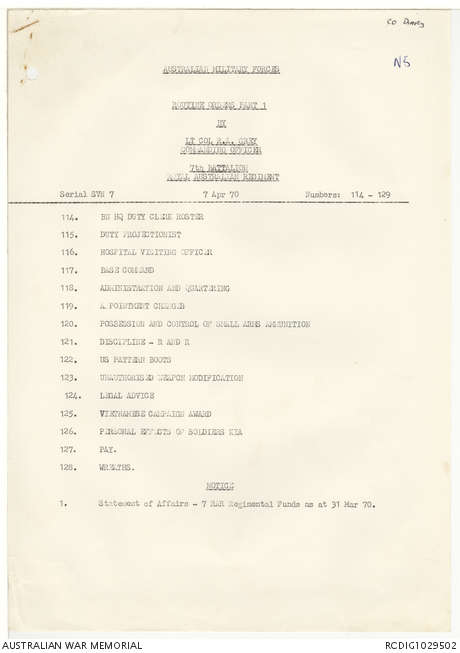 CO Diary
N5
AUSTRALIAN MILITARY FORCES
ROUTINE ORDERS PART 1
BY
LT COL R.A. GREY
COMMANDING OFFICER
7th BATTALION
ROYAL AUSTRALIAN REGIMENT
Serial SVN 7 7 Apr 70 Numbers: 114 - 129
114. BN HQ DUTY CLERK ROSTER
115. DUTY PROJECTIONIST
116. HOSPITAL VISITING OFFICER
117. BASE COMMAND
118. ADMINISTRATION AND QUARTERING
119. APPOINTMENT CHANGES
120. POSSESSION AND CONTROL OF SMALL ARMS AMMUNITION
121. DISCIPLINE - R AND R
122. US PATTERN BOOTS
123. UNAUTHORISED WEAPON MODIFICATION
124. LEGAL ADVICE
125. VIETNAMESE CAMPAIGN AWARD
126. PERSONAL EFFECTS OF SOLDIERS KIA
127. PAY.
128. WREATHS.
NOTICE
1. Statement of Affairs - 7 RAR Regimental Funds as at 31 Mar 70.
AUSTRALIAN WAR MEMORIAL RCDIG1029502